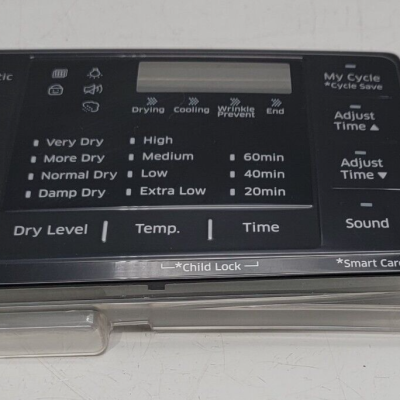 tic
My Cycle
*Cycle Save
Drying Cooling Wrinkle Prevent End
Adjust
Time ▲
Very Dry High
More Dry Medium 60min
Normal Dry Low 40min
Damp Dry Extra Low 20min
Adjust
Time ▼
Dry Level Temp. Time Sound
*Child Lock
*Smart Care